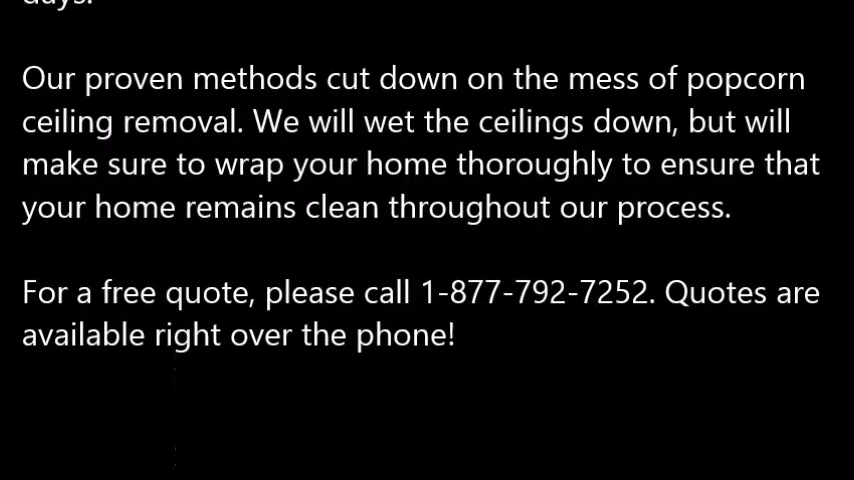 days.
Our proven methods cut down on the mess of popcorn
ceiling removal. We will wet the ceilings down, but will
make sure to wrap your home thoroughly to ensure that
your home remains clean throughout our process.
For a free quote, please call 1-877-792-7252. Quotes are
available right over the phone!